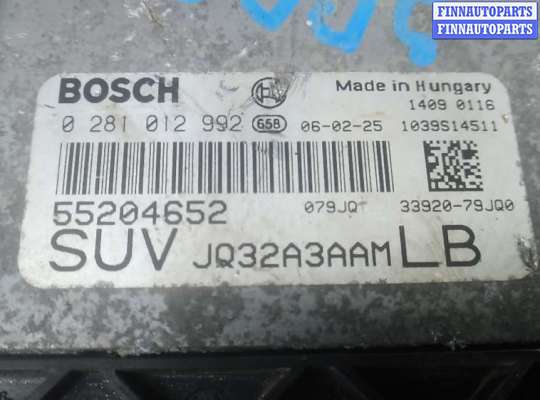 FINNAUTOPARTS
FINNAUTOPARTS
BOSCH
Made in Hungary
1409 0116
0 281 012 992 658 06-02-25 1039S14511
55204652 079JQ 33920-79JQ0
SUV JQ32A3AAM LB